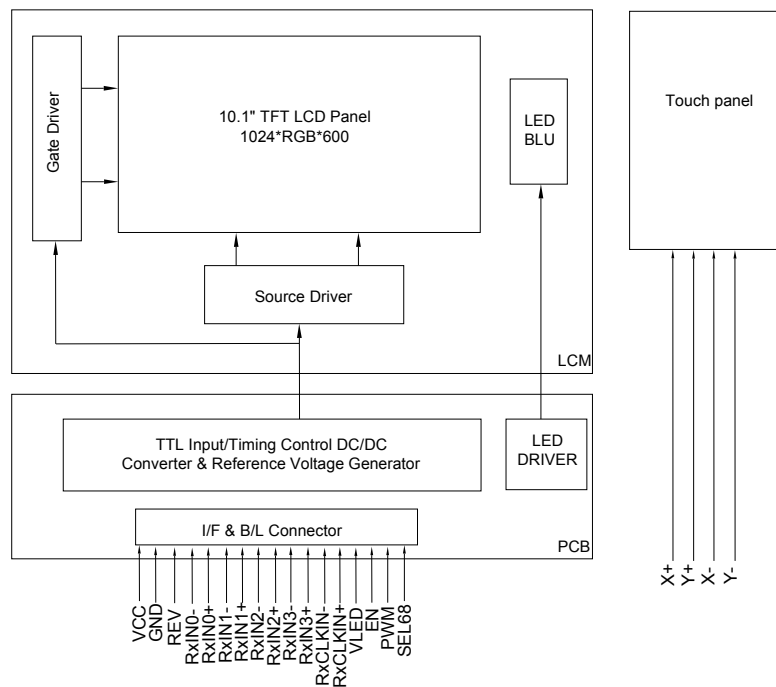 Gate Driver
10.1" TFT LCD Panel
1024*RGB*600
LED
BLU
Touch panel
Source Driver
LCM
TTL Input/Timing Control DC/DC
Converter & Reference Voltage Generator
LED
DRIVER
I/F & B/L Connector
PCB
VCC
GND
REV
RxIN0-
RxIN0+
RxIN1-
RxIN1+
RxIN2-
RxIN2+
RxIN3-
RxIN3+
RxCLKIN-
RxCLKIN+
VLED
EN
PWM
SEL68
X+
Y+
X-
Y-